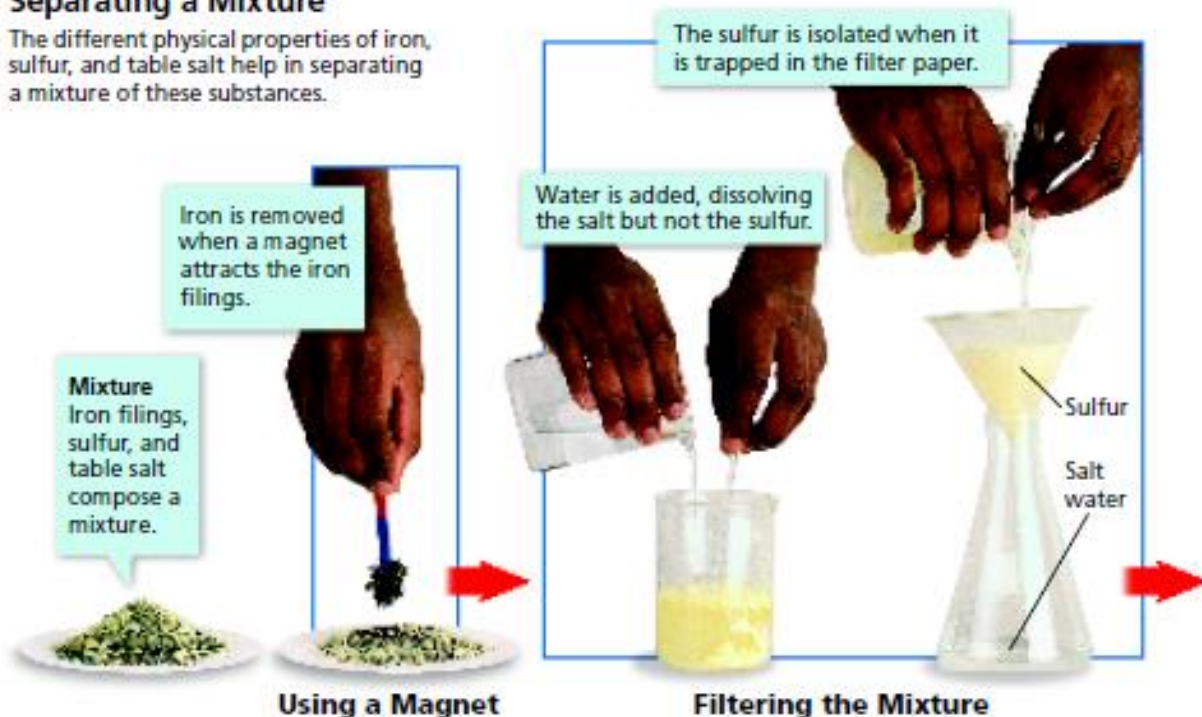 Separating a Mixture
The different physical properties of iron,
sulfur, and table salt help in separating
a mixture of these substances.
Mixture
Iron filings,
sulfur, and
table salt
compose a
mixture.
Iron is removed
when a magnet
attracts the iron
filings.
Water is added, dissolving
the salt but not the sulfur.
The sulfur is isolated when it
is trapped in the filter paper.
Sulfur
Salt
water
Using a Magnet
Filtering the Mixture